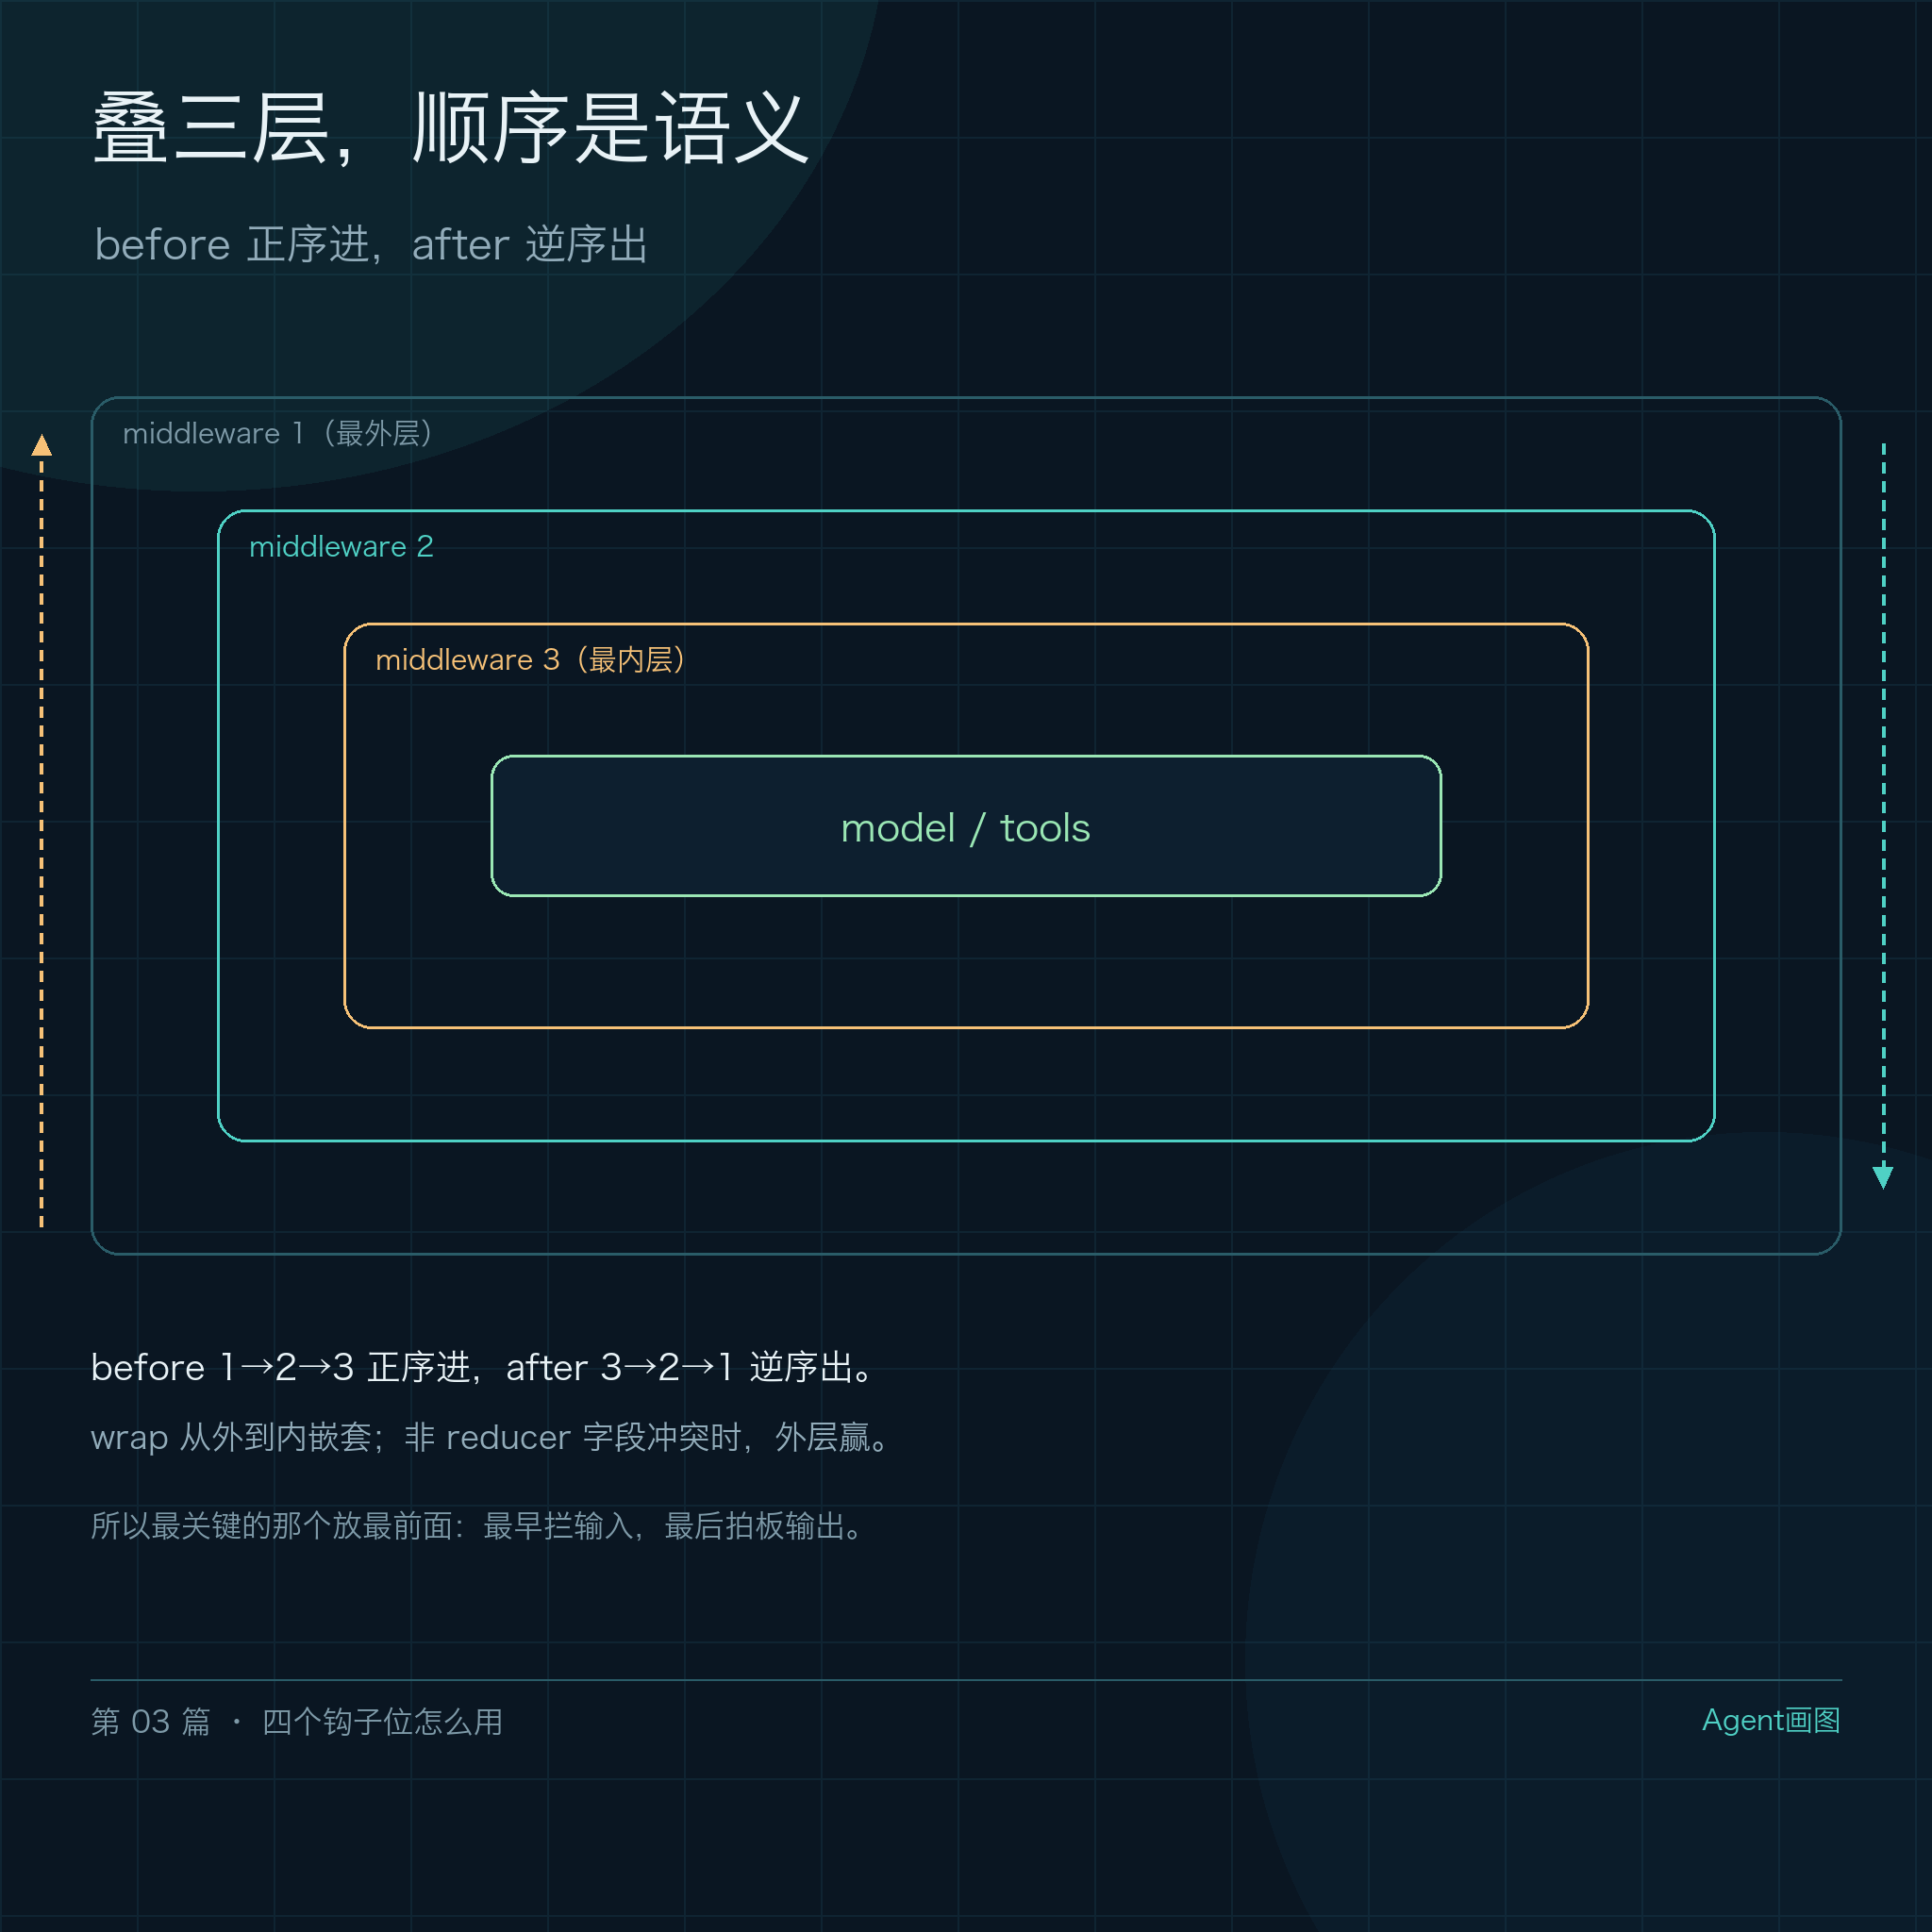 叠三层，顺序是语义
before 正序进，after 逆序出
middleware 1（最外层）
middleware 2
middleware 3（最内层）
model / tools
before 1→2→3 正序进，after 3→2→1 逆序出。
wrap 从外到内嵌套；非 reducer 字段冲突时，外层赢。
所以最关键的那个放最前面：最早拦输入，最后拍板输出。
第 03 篇 · 四个钩子位怎么用
Agent画图